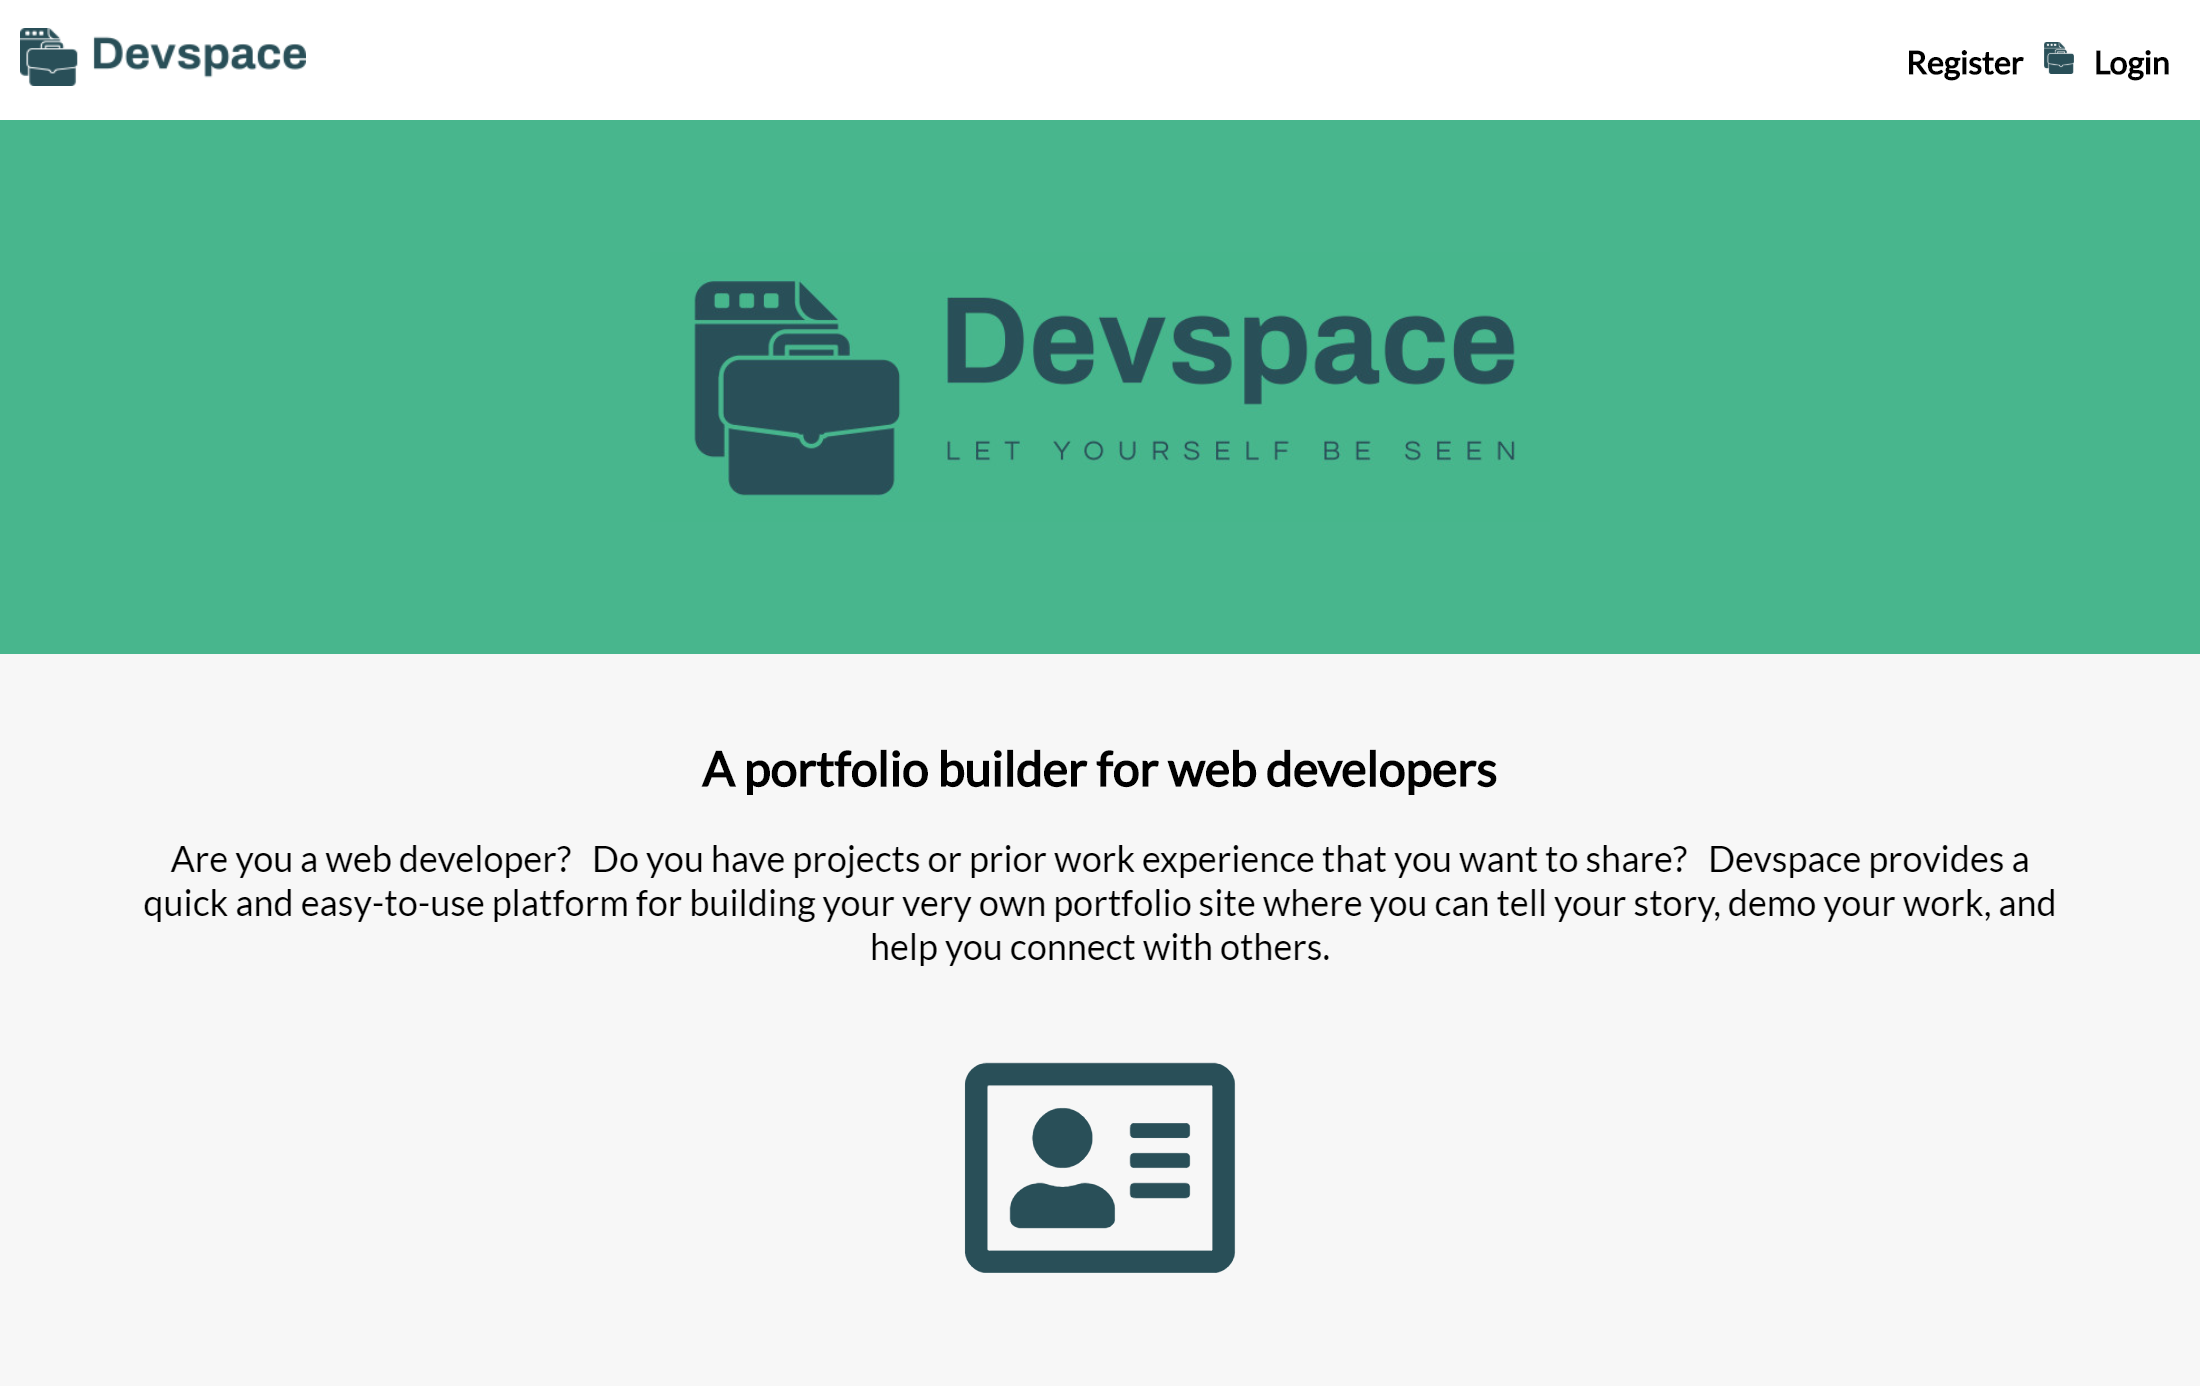 Devspace
Register Login
Devspace
LET YOURSELF BE SEEN
A portfolio builder for web developers
Are you a web developer? Do you have projects or prior work experience that you want to share? Devspace provides a
quick and easy-to-use platform for building your very own portfolio site where you can tell your story, demo your work, and
help you connect with others.